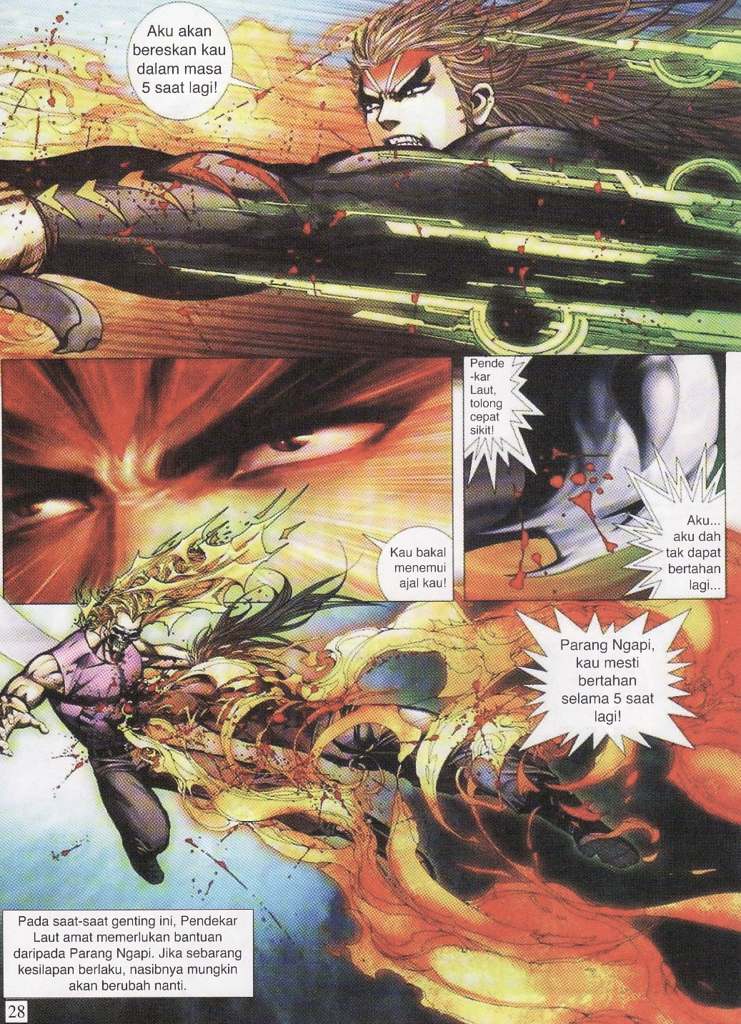 Aku akan
bereskan kau
dalam masa
5 saat lagi!
Kau bakal
menemui
ajal kau!
Pende
-kar
Laut,
tolong
cepat
sikit!
Aku...
aku dah
tak dapat
bertahan
lagi...
Parang Ngapi,
kau mesti
bertahan
selama 5 saat
lagi!
Pada saat-saat genting ini, Pendekar
Laut amat memerlukan bantuan
daripada Parang Ngapi. Jika sebarang
kesilapan berlaku, nasibnya mungkin
akan berubah nanti.
28